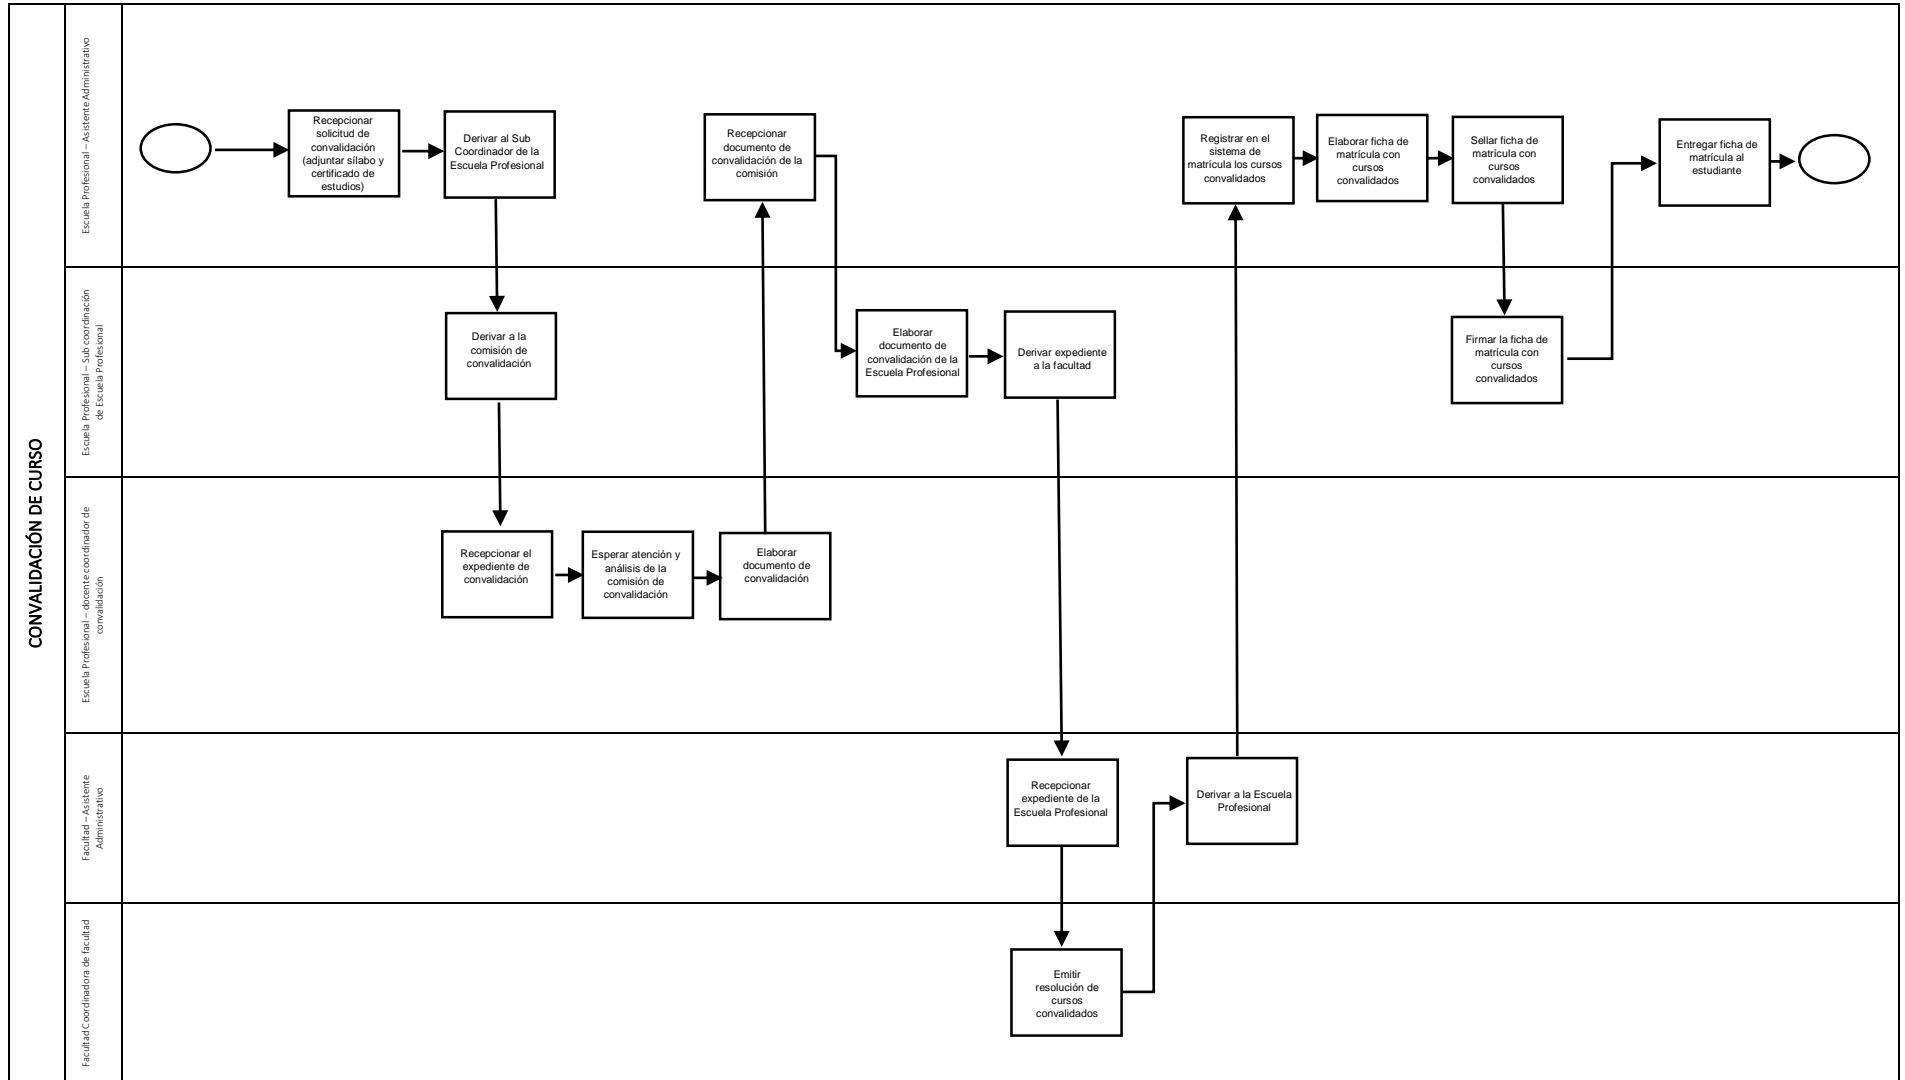 CONVALIDACIÓN DE CURSO
Escuela Profesional – Asistente Administrativo
Recepcionar
solicitud de
convalidación
(adjuntar sílabo y
certificado de
estudios)
Derivar al Sub
Coordinador de la
Escuela Profesional
Recepcionar
documento de
convalidación de la
comisión
Registrar en el
sistema de
matrícula los cursos
convalidados
Elaborar ficha de
matrícula con
cursos
convalidados
Sellar ficha de
matrícula con
cursos
convalidados
Entregar ficha de
matrícula al
estudiante
Escuela Profesional – Sub coordinación
de Escuela Profesional
Derivar a la
comisión de
convalidación
Elaborar
documento de
convalidación de la
Escuela Profesional
Derivar expediente
a la facultad
Firmar la ficha de
matrícula con
cursos
convalidados
Escuela Profesional – docente coordinador de
convalidación
Recepcionar el
expediente de
convalidación
Esperar atención y
análisis de la
comisión de
convalidación
Elaborar
documento de
convalidación
Facultad – Asistente
Administrativo
Recepcionar
expediente de la
Escuela Profesional
Derivar a la Escuela
Profesional
Facultad Coordinadora de facultad
Emitir
resolución de
cursos
convalidados